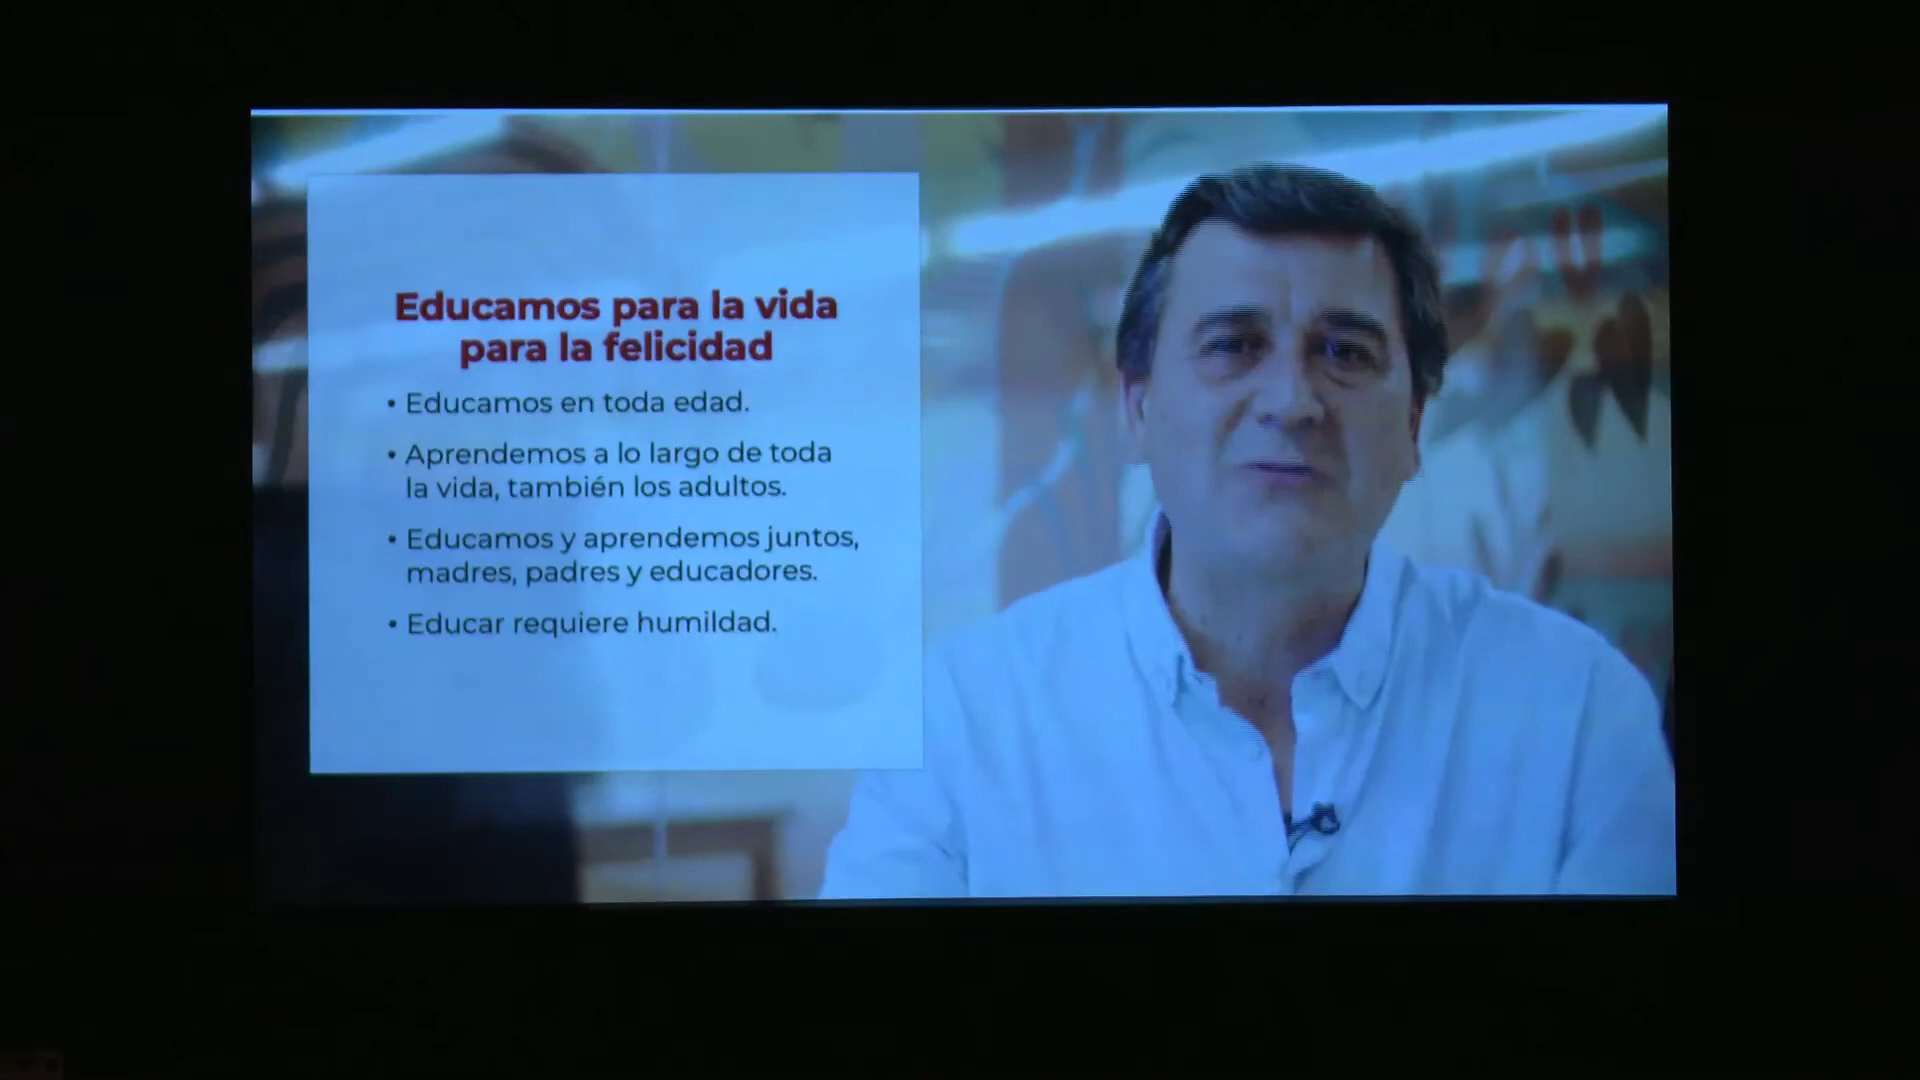 Educamos para la vida
para la felicidad
• Educamos en toda edad.
• Aprendemos a lo largo de toda
la vida, también los adultos.
• Educamos y aprendemos juntos,
madres, padres y educadores.
• Educar requiere humildad.